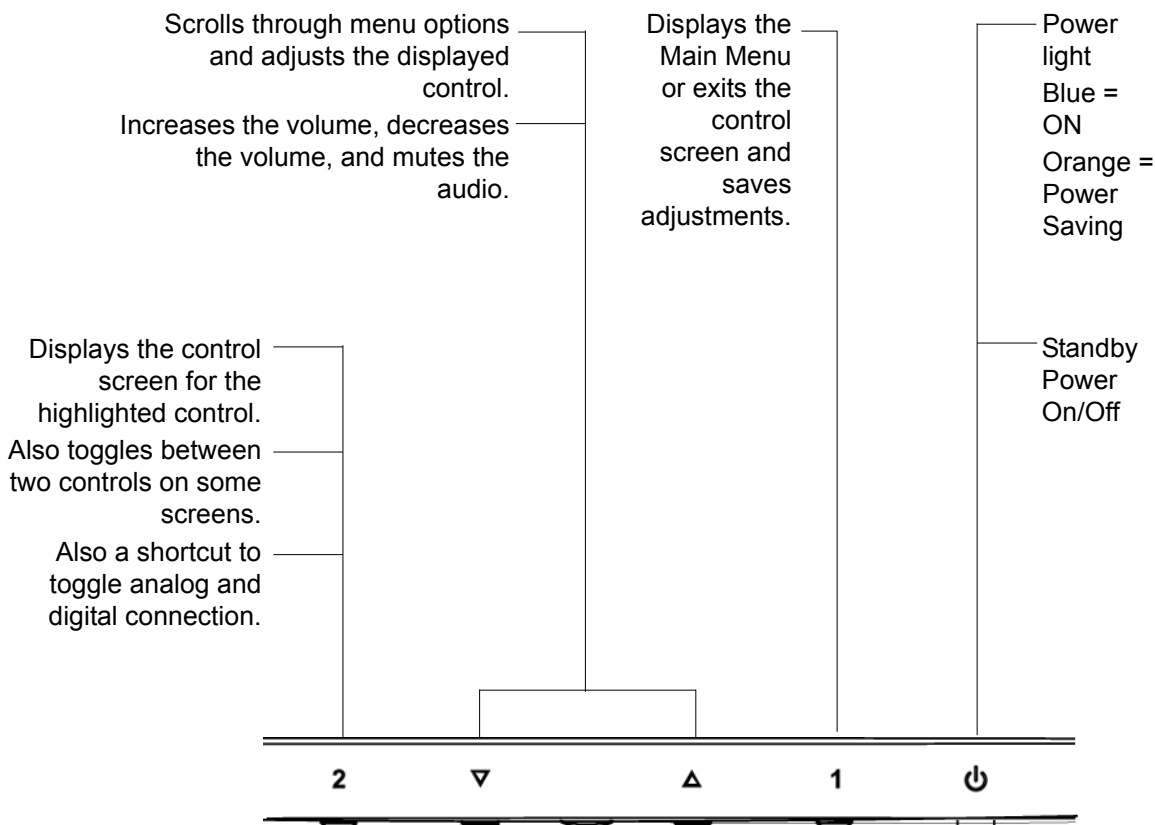 Scrolls through menu options
and adjusts the displayed
control.
Increases the volume, decreases
the volume, and mutes the
audio.
Displays the
Main Menu
or exits the
control
screen and
saves
adjustments.
Power
light
Blue =
ON
Orange =
Power
Saving
Displays the control
screen for the
highlighted control.
Also toggles between
two controls on some
screens.
Also a shortcut to
toggle analog and
digital connection.
Standby
Power
On/Off
2 ▽ △ 1 ⏻